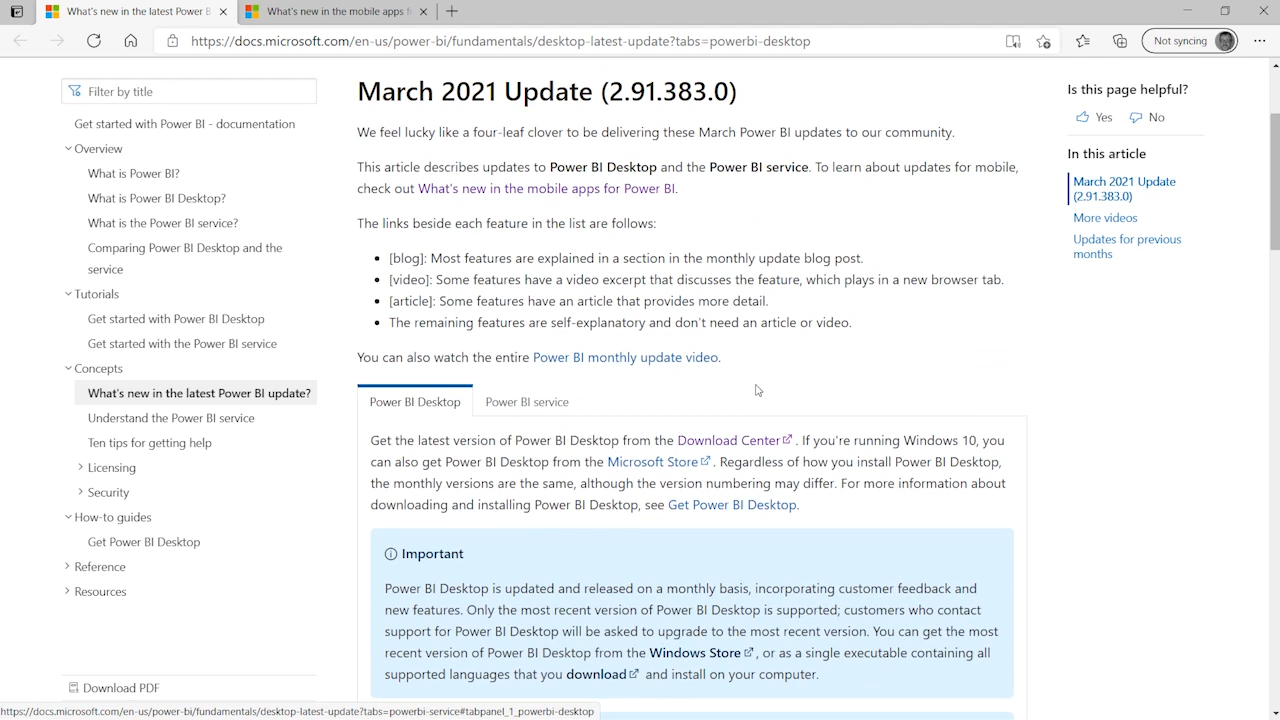 What's new in the latest Power B
What's new in the mobile apps f
https://docs.microsoft.com/en-us/power-bi/fundamentals/desktop-latest-update?tabs=powerbi-desktop
Not syncing
Filter by title
Get started with Power BI - documentation
Overview
What is Power BI?
What is Power BI Desktop?
What is the Power BI service?
Comparing Power BI Desktop and the
service
Tutorials
Get started with Power BI Desktop
Get started with the Power BI service
Concepts
What's new in the latest Power BI update?
Understand the Power BI service
Ten tips for getting help
Licensing
Security
How-to guides
Get Power BI Desktop
Reference
Resources
Download PDF
March 2021 Update (2.91.383.0)
We feel lucky like a four-leaf clover to be delivering these March Power BI updates to our community.
This article describes updates to Power BI Desktop and the Power BI service. To learn about updates for mobile,
check out What's new in the mobile apps for Power BI.
The links beside each feature in the list are follows:
• [blog]: Most features are explained in a section in the monthly update blog post.
• [video]: Some features have a video excerpt that discusses the feature, which plays in a new browser tab.
• [article]: Some features have an article that provides more detail.
• The remaining features are self-explanatory and don't need an article or video.
You can also watch the entire Power BI monthly update video.
Power BI Desktop Power BI service
Get the latest version of Power BI Desktop from the Download Center. If you're running Windows 10, you
can also get Power BI Desktop from the Microsoft Store. Regardless of how you install Power BI Desktop,
the monthly versions are the same, although the version numbering may differ. For more information about
downloading and installing Power BI Desktop, see Get Power BI Desktop.
Important
Power BI Desktop is updated and released on a monthly basis, incorporating customer feedback and
new features. Only the most recent version of Power BI Desktop is supported; customers who contact
support for Power BI Desktop will be asked to upgrade to the most recent version. You can get the most
recent version of Power BI Desktop from the Windows Store, or as a single executable containing all
supported languages that you download and install on your computer.
Is this page helpful?
Yes No
In this article
March 2021 Update
(2.91.383.0)
More videos
Updates for previous
months
https://docs.microsoft.com/en-us/power-bi/fundamentals/desktop-latest-update?tabs=powerbi-service#tabpanel_1_powerbi-desktop